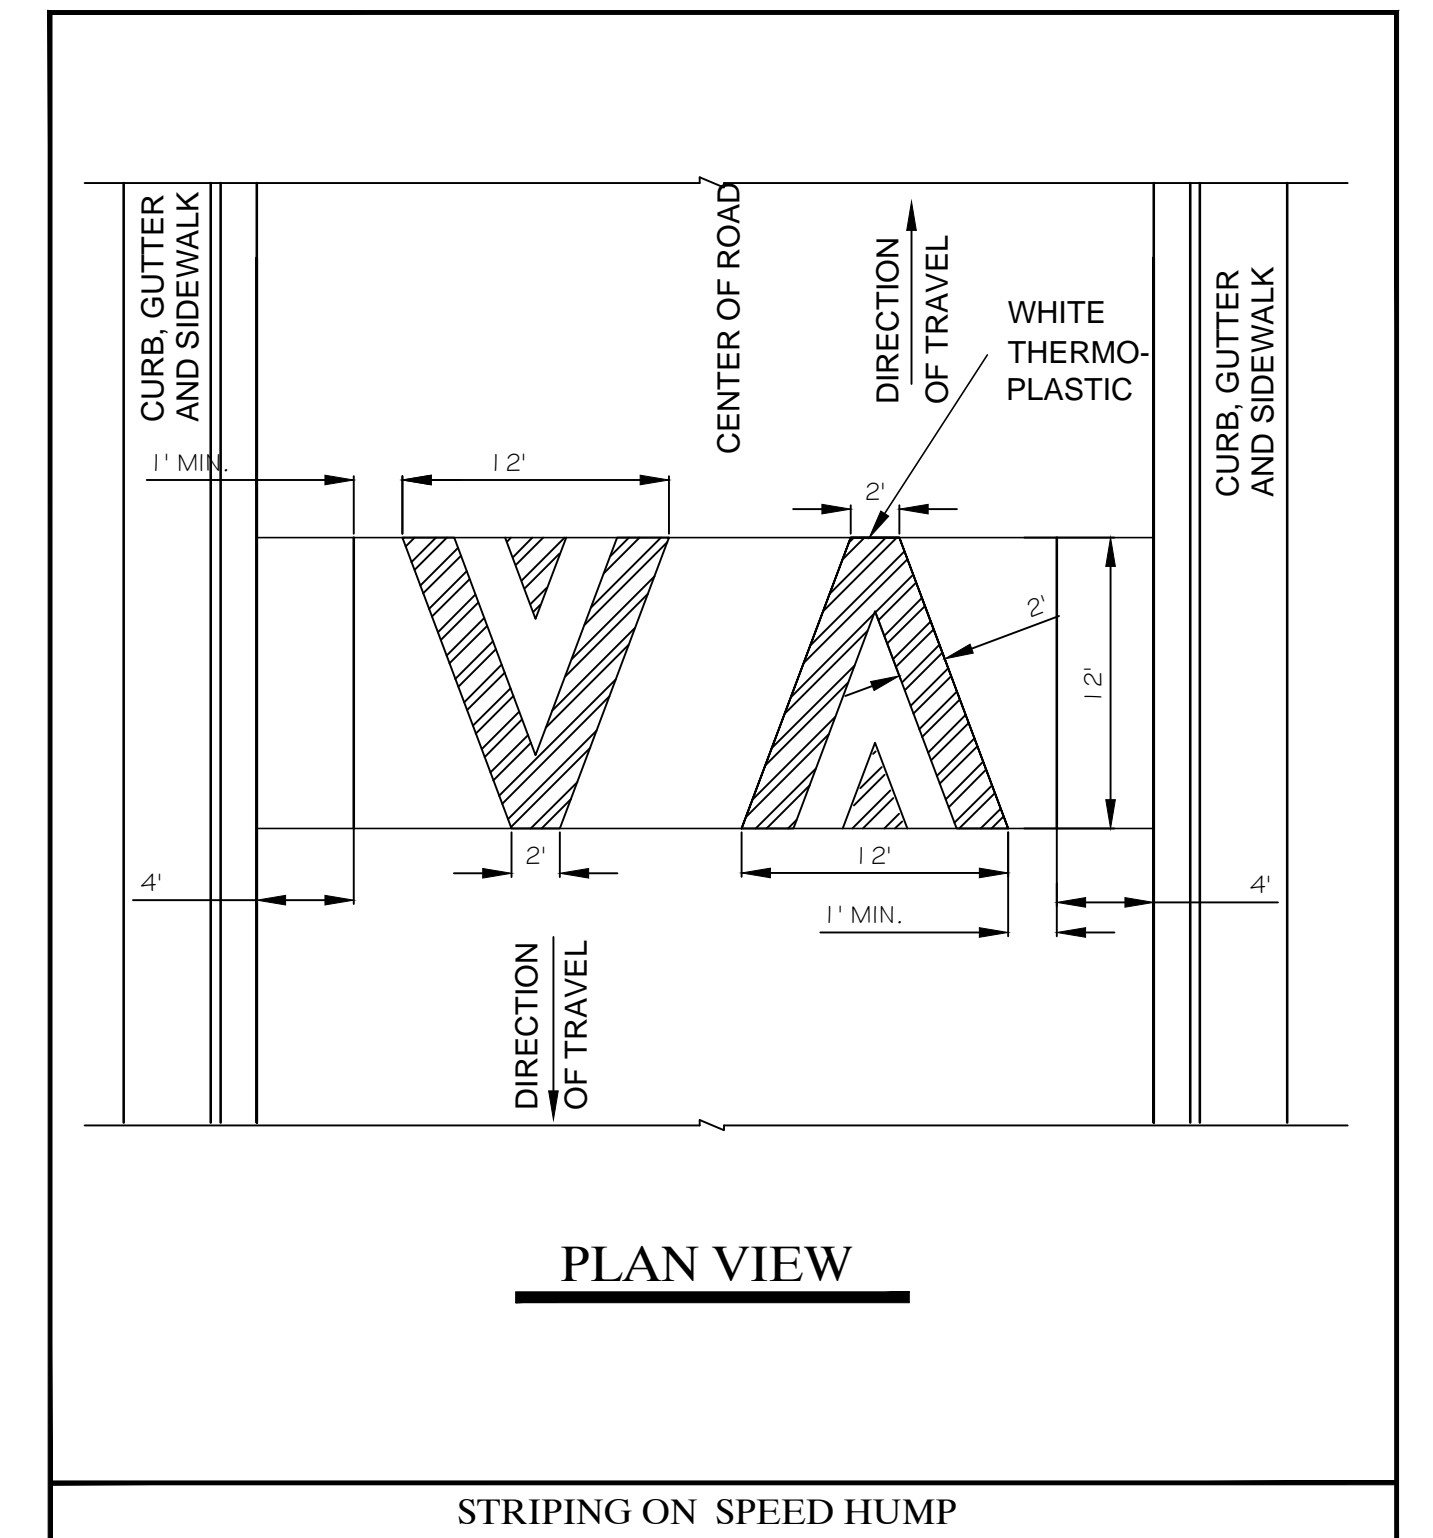 CURB, GUTTER
AND SIDEWALK
CENTER OF ROAD
DIRECTION
OF TRAVEL
WHITE
THERMO-
PLASTIC
CURB, GUTTER
AND SIDEWALK
1' MIN.
12'
2'
2'
12'
4'
2'
12'
4'
1' MIN.
DIRECTION
OF TRAVEL
PLAN VIEW
STRIPING ON SPEED HUMP